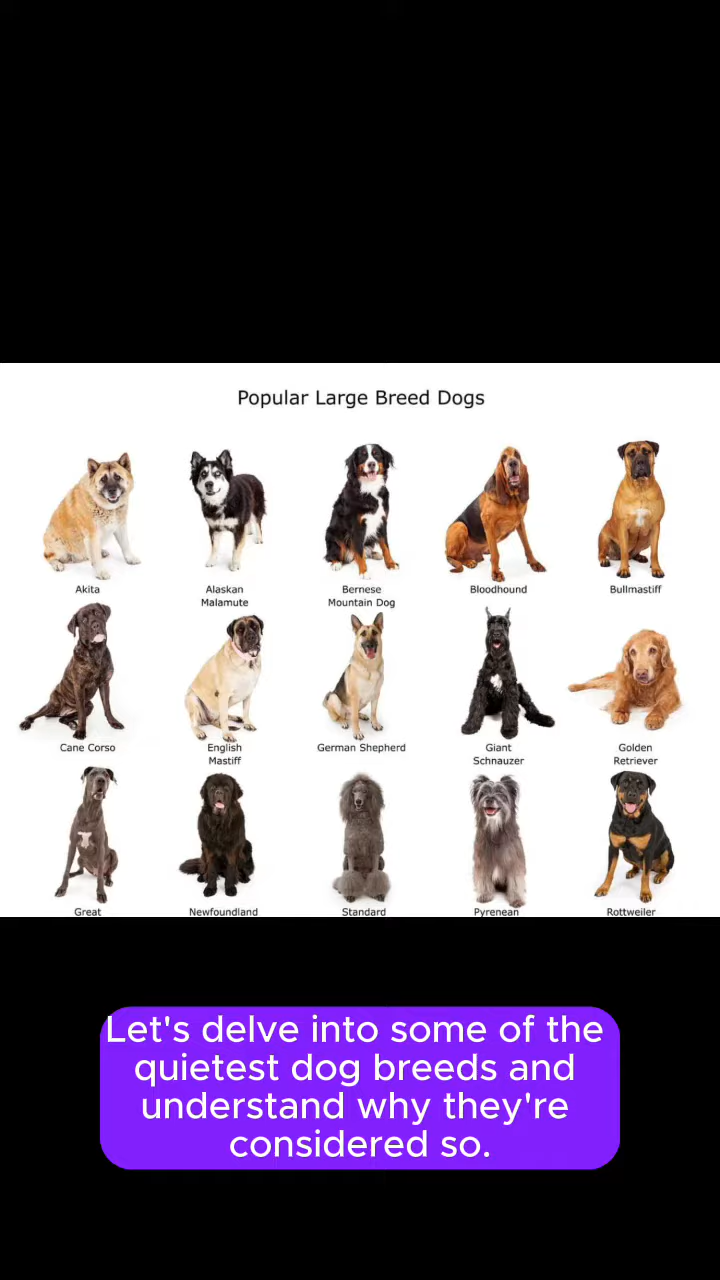 Popular Large Breed Dogs
Akita
Alaskan
Malamute
Bernese
Mountain Dog
Bloodhound
Bullmastiff
Cane Corso
English
Mastiff
German Shepherd
Giant
Schnauzer
Golden
Retriever
Great
Newfoundland
Standard
Pyrenean
Rottweiler
Let's delve into some of the
quietest dog breeds and
understand why they're
considered so.